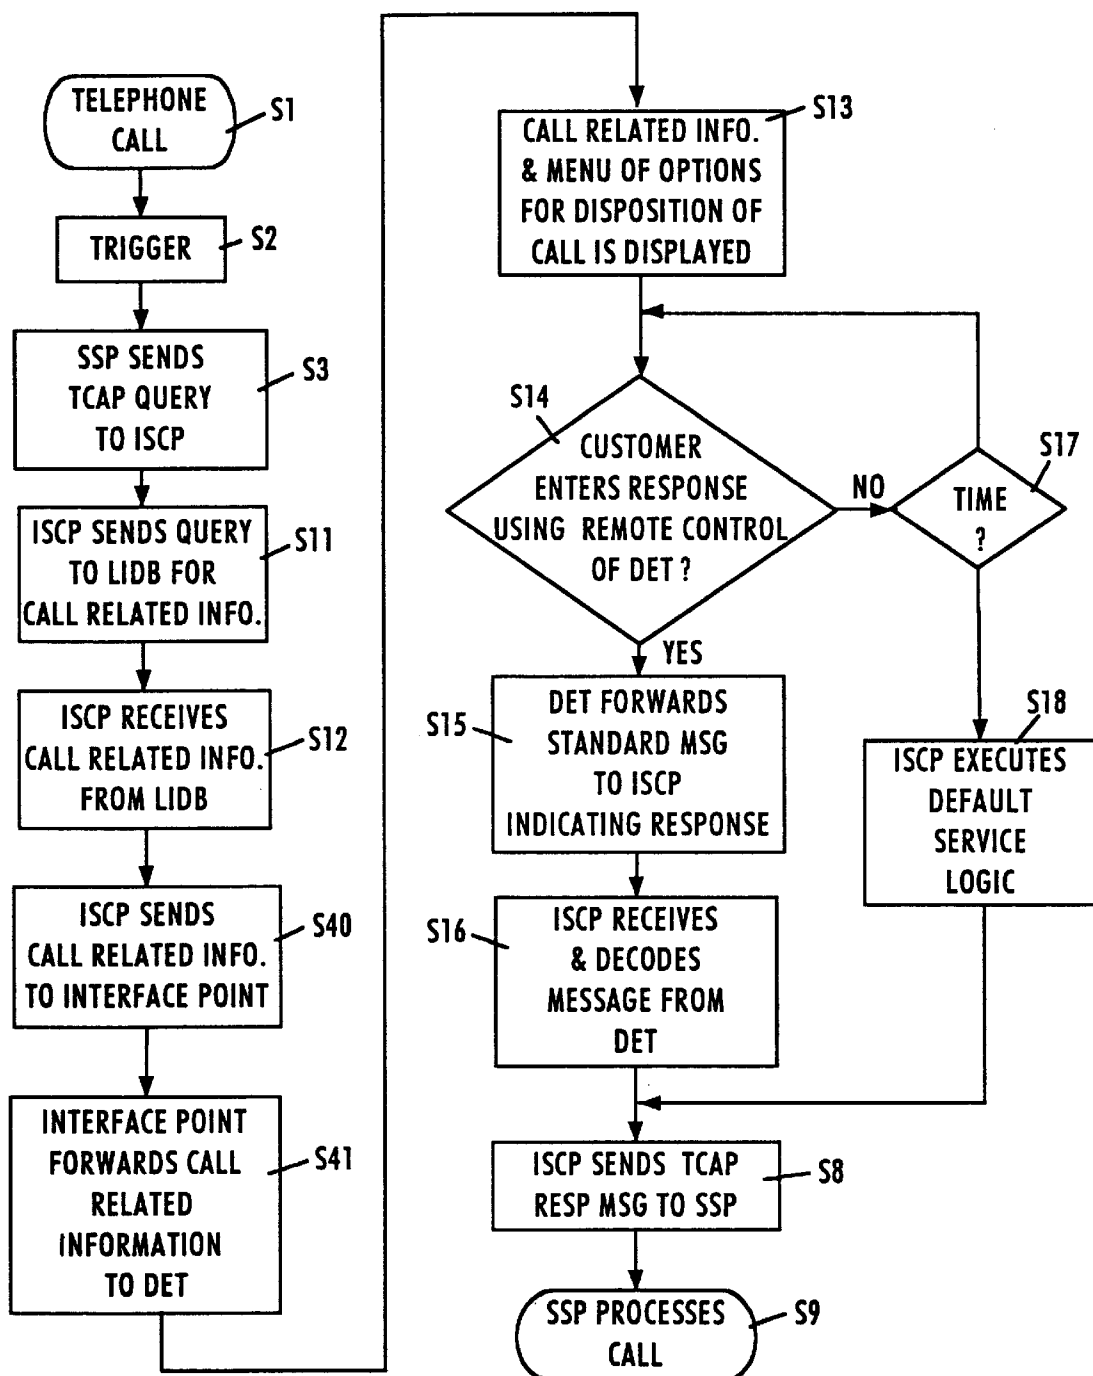 TELEPHONE
CALL
S1
TRIGGER
S2
SSP SENDS
TCAP QUERY
TO ISCP
S3
ISCP SENDS QUERY
TO LIDB FOR
CALL RELATED INFO.
S11
ISCP RECEIVES
CALL RELATED INFO.
FROM LIDB
S12
ISCP SENDS
CALL RELATED INFO.
TO INTERFACE POINT
S40
INTERFACE POINT
FORWARDS CALL
RELATED
INFORMATION
TO DET
S41
CALL RELATED INFO.
& MENU OF OPTIONS
FOR DISPOSITION OF
CALL IS DISPLAYED
S13
S14
CUSTOMER
ENTERS RESPONSE
USING REMOTE CONTROL
OF DET ?
NO
YES
TIME
?
S17
DET FORWARDS
STANDARD MSG
TO ISCP
INDICATING RESPONSE
S15
ISCP EXECUTES
DEFAULT
SERVICE
LOGIC
S18
ISCP RECEIVES
& DECODES
MESSAGE FROM
DET
S16
ISCP SENDS TCAP
RESP MSG TO SSP
S8
SSP PROCESSES
CALL
S9